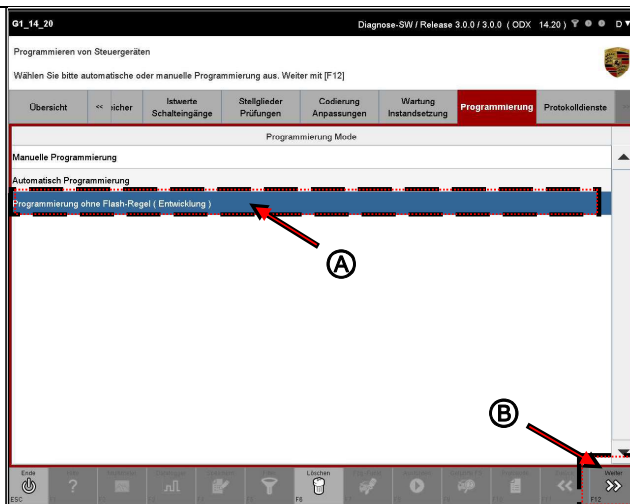 G1_14_20
Diagnose-SW / Release 3.0.0 / 3.0.0 ( ODX 14.20 )
D
Programmieren von Steuergeräten
Wählen Sie bitte automatische oder manuelle Programmierung aus. Weiter mit [F12]
Übersicht
<<
icher
Istwerte
Schalteingänge
Stellglieder
Prüfungen
Codierung
Anpassungen
Wartung
Instandsetzung
Programmierung
Protokolldienste
Programmierung Mode
Manuelle Programmierung
Automatisch Programmierung
Programmierung ohne Flash-Regel ( Entwicklung )
A
B
Ende
Löschen
Weiter
?
<<
>>
ESC
F8
F12